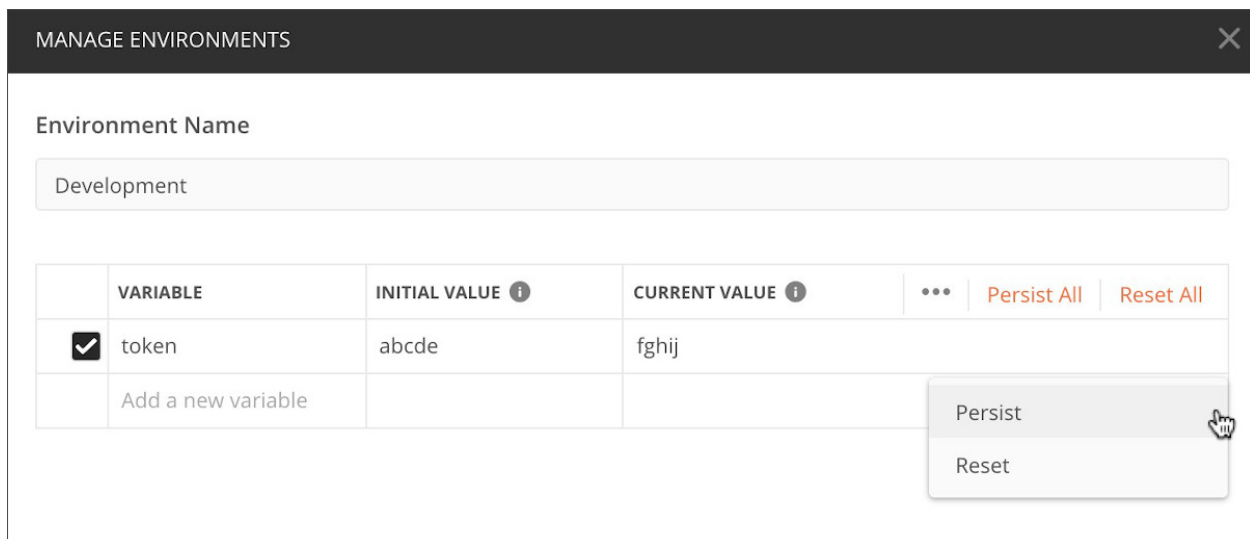 MANAGE ENVIRONMENTS
Environment Name
Development
VARIABLE INITIAL VALUE CURRENT VALUE Persist All Reset All
token abcde fghij
Add a new variable
Persist
Reset